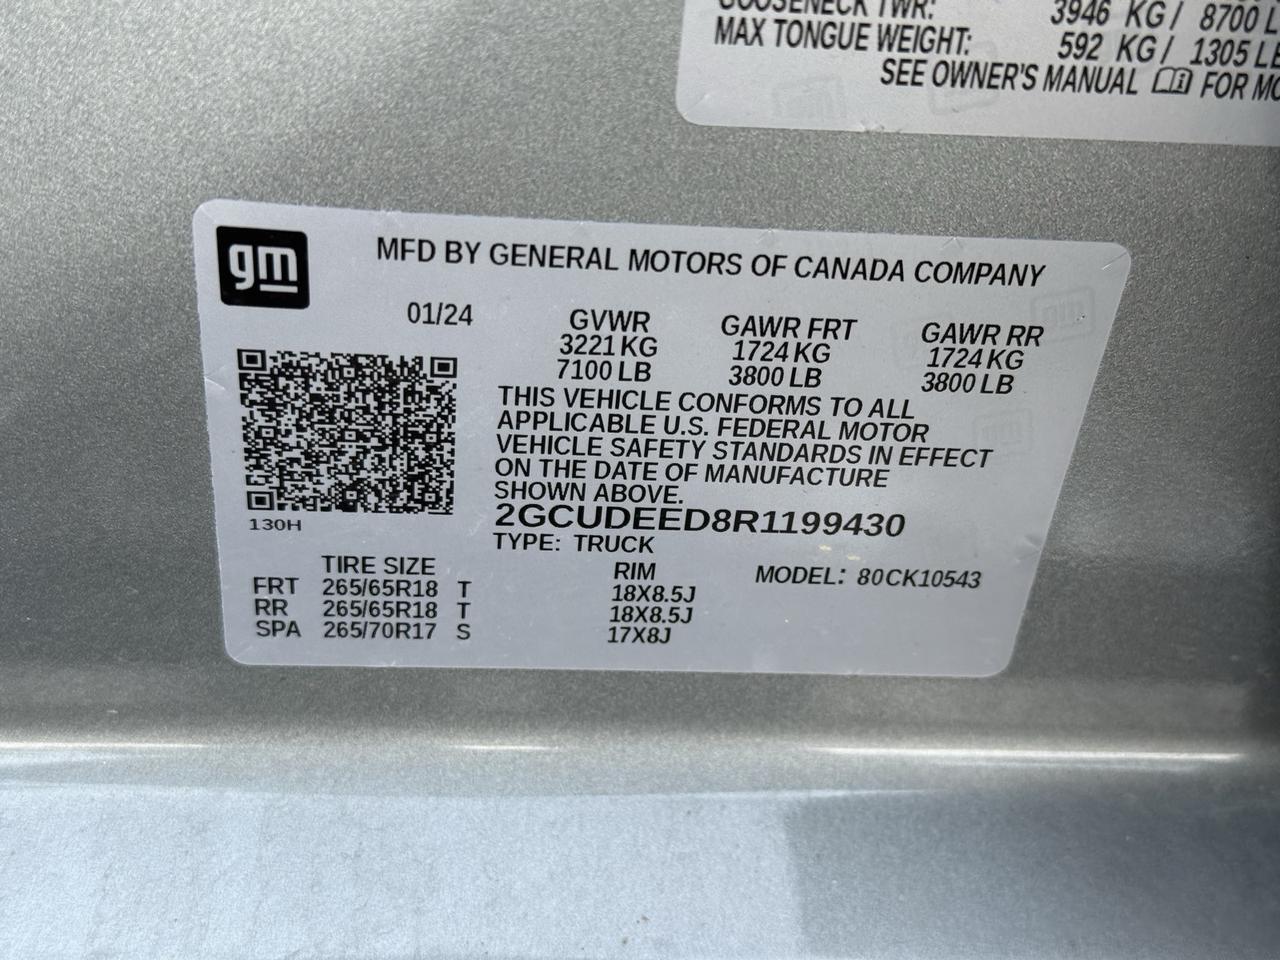 GOOSENECK TWR: 3946 KG/ 8700 L
MAX TONGUE WEIGHT: 592 KG/ 1305 LB
SEE OWNER'S MANUAL FOR MO
gm
MFD BY GENERAL MOTORS OF CANADA COMPANY
01/24 GVWR GAWR FRT GAWR RR
3221 KG 1724 KG 1724 KG
7100 LB 3800 LB 3800 LB
THIS VEHICLE CONFORMS TO ALL
APPLICABLE U.S. FEDERAL MOTOR
VEHICLE SAFETY STANDARDS IN EFFECT
ON THE DATE OF MANUFACTURE
SHOWN ABOVE.
130H 2GCUDEED8R1199430
TYPE: TRUCK
TIRE SIZE RIM MODEL: 80CK10543
FRT 265/65R18 T 18X8.5J
RR 265/65R18 T 18X8.5J
SPA 265/70R17 S 17X8J